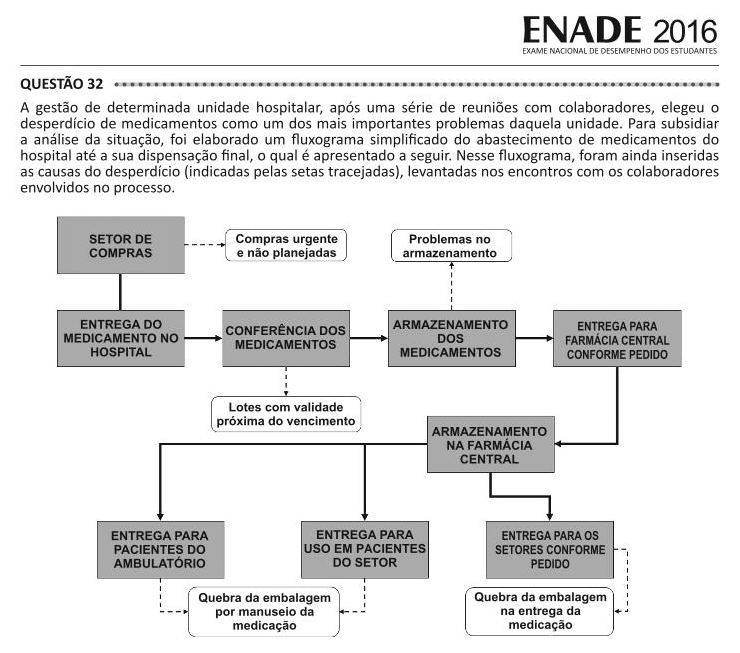 ENADE 2016
EXAME NACIONAL DE DESEMPENHO DOS ESTUDANTES
QUESTÃO 32
A gestão de determinada unidade hospitalar, após uma série de reuniões com colaboradores, elegeu o
desperdício de medicamentos como um dos mais importantes problemas daquela unidade. Para subsidiar
a análise da situação, foi elaborado um fluxograma simplificado do abastecimento de medicamentos do
hospital até a sua dispensação final, o qual é apresentado a seguir. Nesse fluxograma, foram ainda inseridas
as causas do desperdício (indicadas pelas setas tracejadas), levantadas nos encontros com os colaboradores
envolvidos no processo.
SETOR DE
COMPRAS
Compras urgente
e não planejadas
Problemas no
armazenamento
ENTREGA DO
MEDICAMENTO NO
HOSPITAL
CONFERÊNCIA DOS
MEDICAMENTOS
ARMAZENAMENTO
DOS
MEDICAMENTOS
ENTREGA PARA
FARMÁCIA CENTRAL
CONFORME PEDIDO
Lotes com validade
próxima do vencimento
ARMAZENAMENTO
NA FARMÁCIA
CENTRAL
ENTREGA PARA
PACIENTES DO
AMBULATÓRIO
ENTREGA PARA
USO EM PACIENTES
DO SETOR
ENTREGA PARA OS
SETORES CONFORME
PEDIDO
Quebra da embalagem
por manuseio da
medicação
Quebra da embalagem
na entrega da
medicação